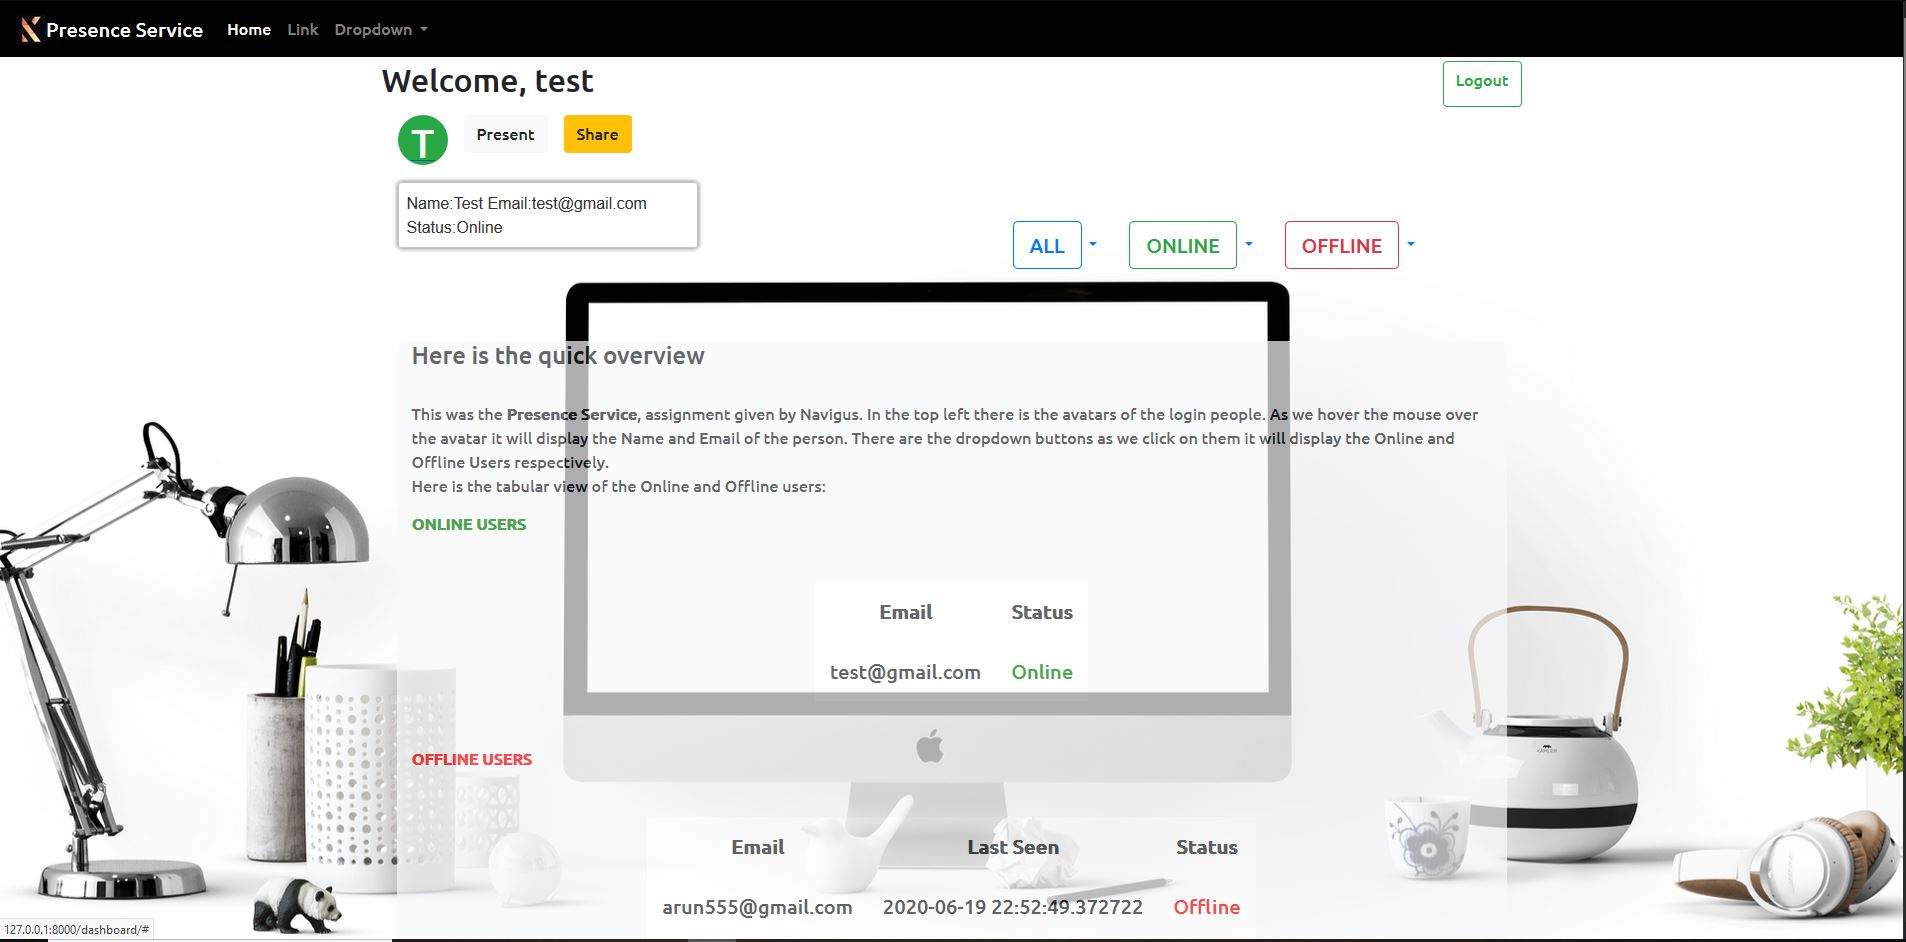 Presence Service Home Link Dropdown
Welcome, test
Logout
T Present Share
Name:Test Email:test@gmail.com
Status:Online
ALL ONLINE OFFLINE
Here is the quick overview
This was the Presence Service, assignment given by Navigus. In the top left there is the avatars of the login people. As we hover the mouse over
the avatar it will display the Name and Email of the person. There are the dropdown buttons as we click on them it will display the Online and
Offline Users respectively.
Here is the tabular view of the Online and Offline users:
ONLINE USERS
Email Status
test@gmail.com Online
KÄHLER
OFFLINE USERS
Email Last Seen Status
arun555@gmail.com 2020-06-19 22:52:49.372722 Offline
127.0.0.1:8000/dashboard/#